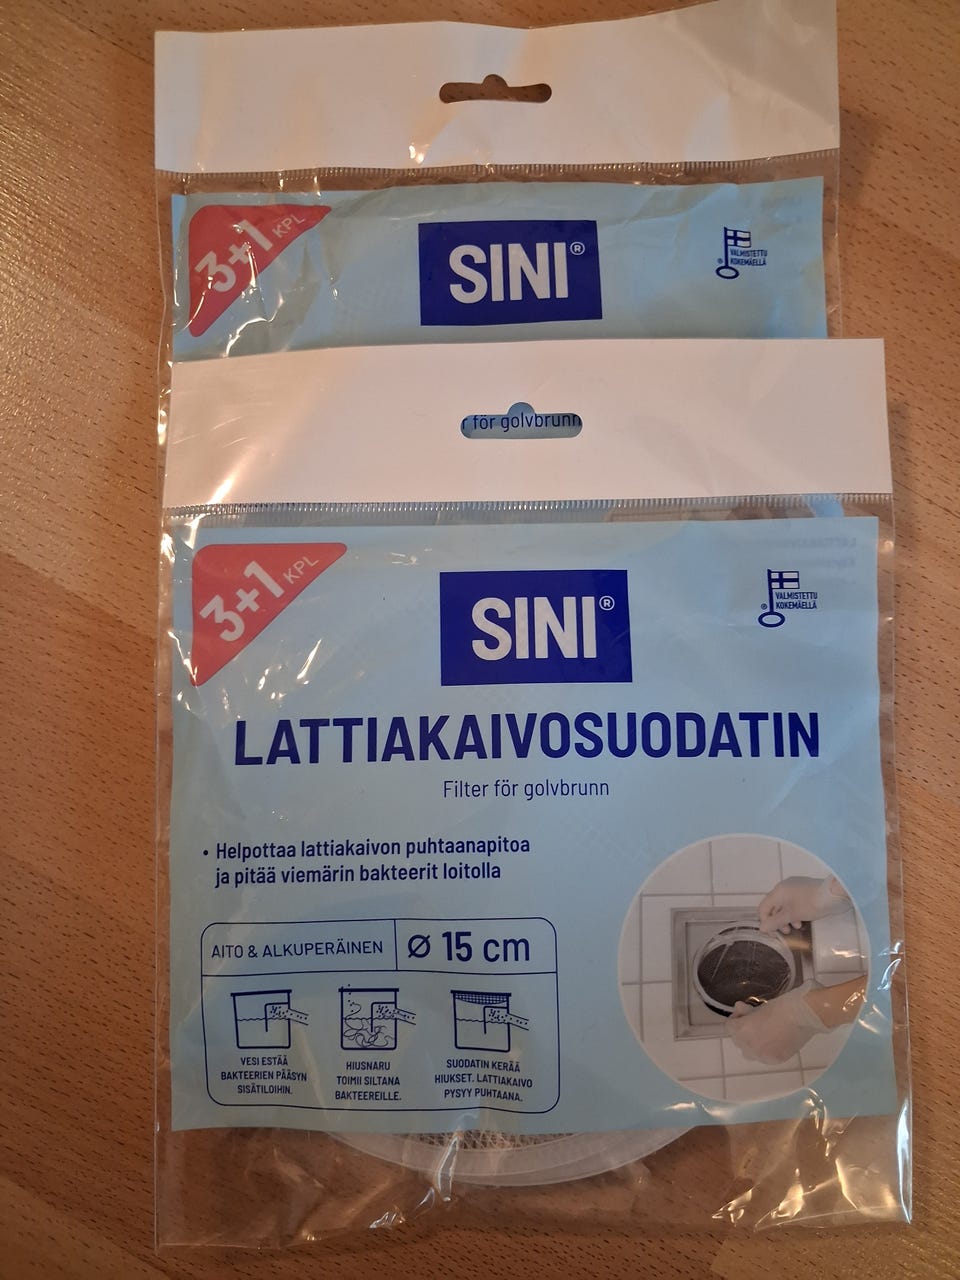 3+1 KPL
SINI®
® VALMISTETTU
KOKEMÄELLÄ
r för golvbrunn
3+1 KPL
SINI®
® VALMISTETTU
KOKEMÄELLÄ
LATTIAKAIVOSUODATIN
Filter för golvbrunn
• Helpottaa lattiakaivon puhtaanapitoa
ja pitää viemärin bakteerit loitolla
AITO & ALKUPERÄINEN
Ø 15 cm
VESI ESTÄÄ
BAKTEERIEN PÄÄSYN
SISÄTILOIHIN.
HIUSNARU
TOIMII SILTANA
BAKTEEREILLE.
SUODATIN KERÄÄ
HIUKSET. LATTIAKAIVO
PYSYY PUHTAANA.